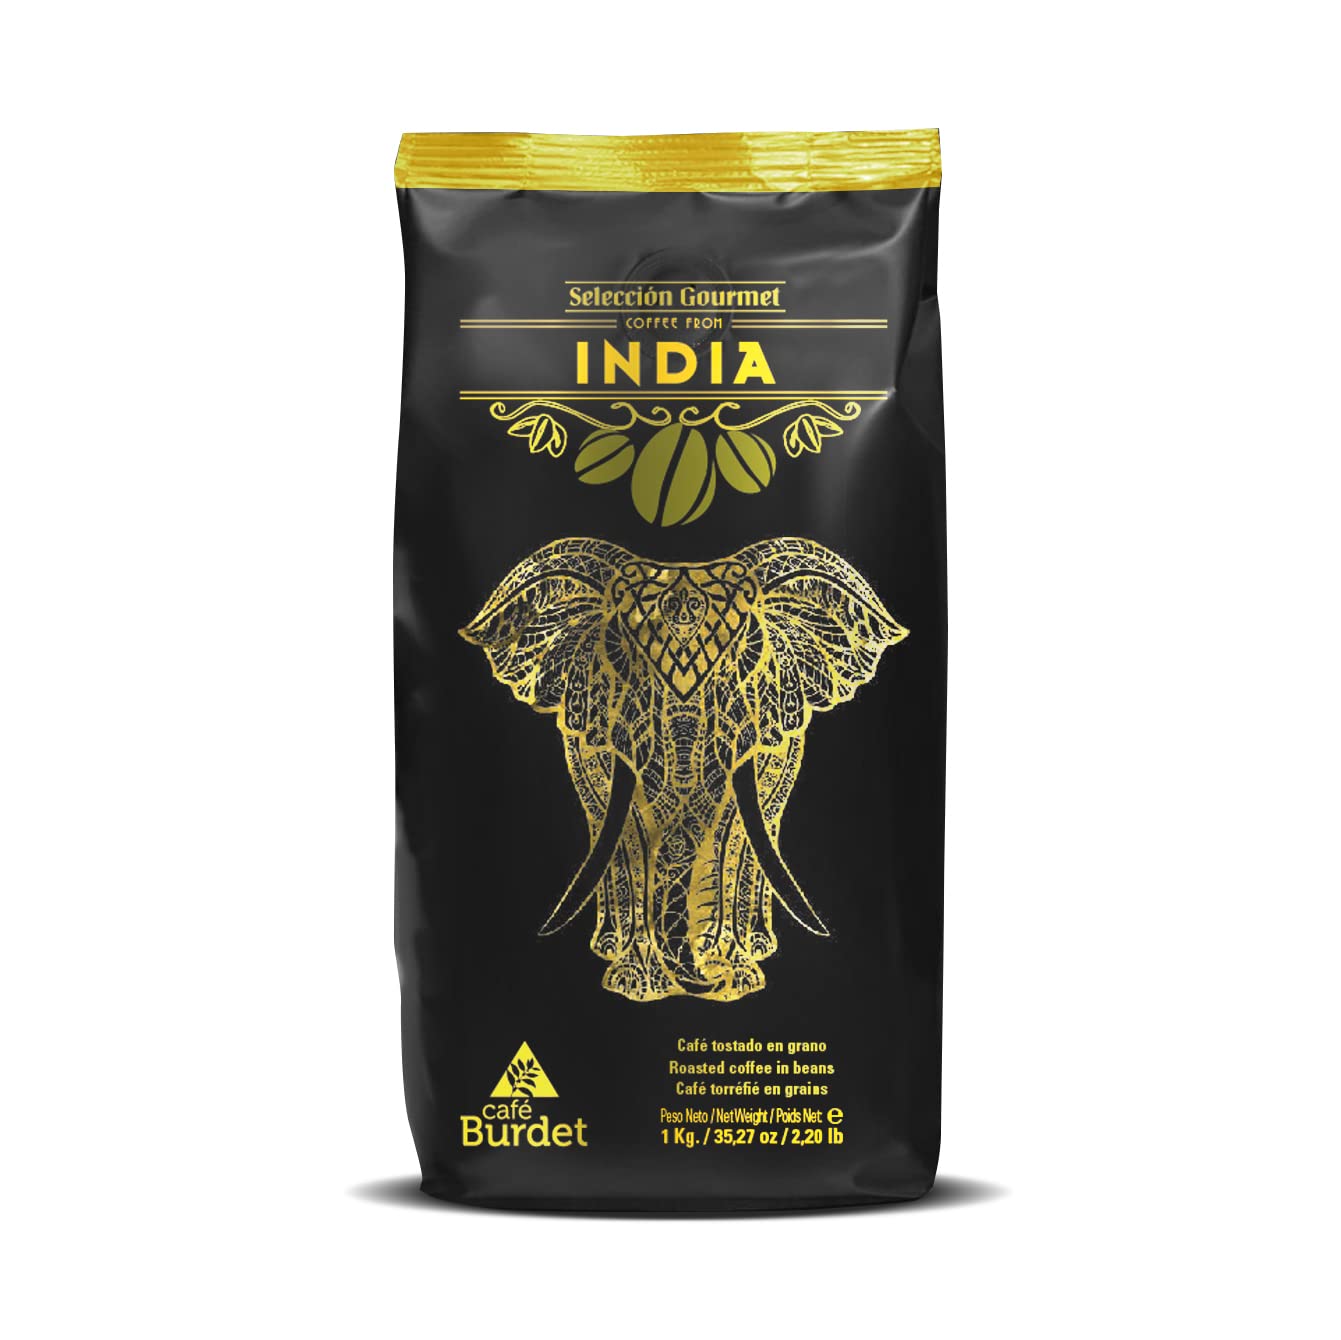 Selección Gourmet
COFFEE FROM
INDIA
Café tostado en grano
Roasted coffee in beans
Café torréfié en grains
Peso Neto / Net Weight / Poids Net: e
1 Kg. / 35,27 oz / 2,20 lb
café
Burdet